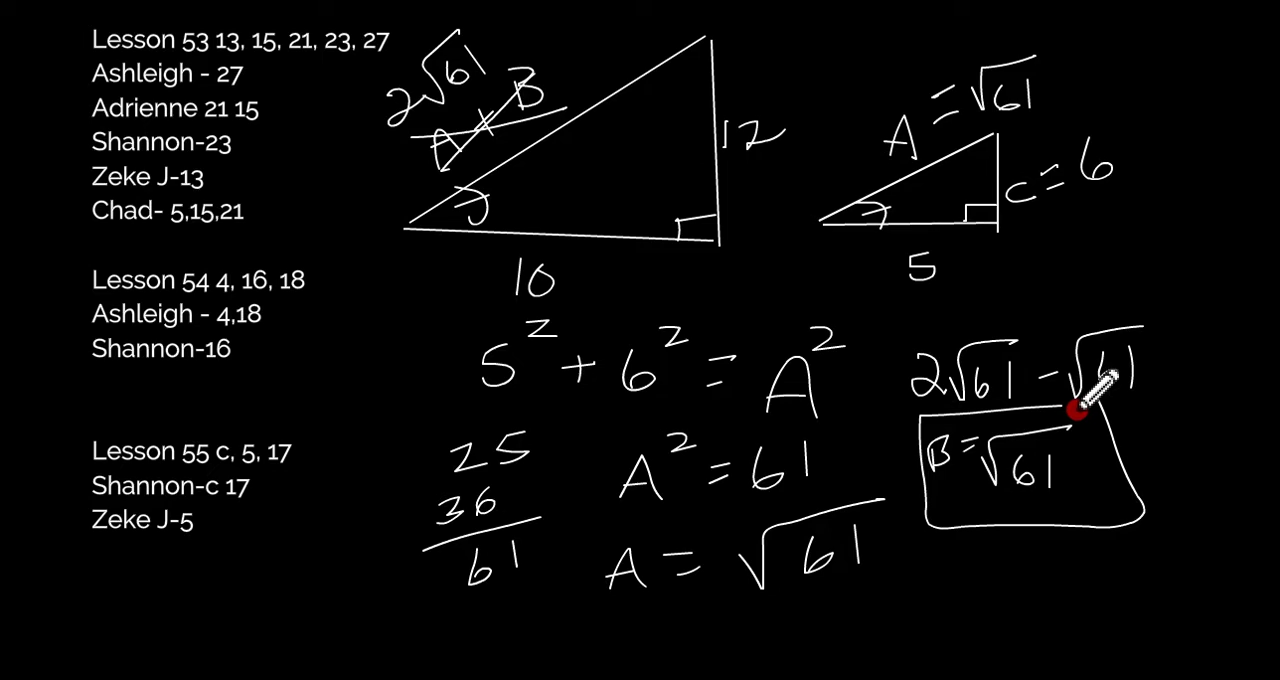 Lesson 53 13, 15, 21, 23, 27
Ashleigh - 27
Adrienne 21 15
Shannon-23
Zeke J-13
Chad- 5,15,21
Lesson 54 4, 16, 18
Ashleigh - 4,18
Shannon-16
Lesson 55 c, 5, 17
Shannon-c 17
Zeke J-5
2√61
A + B
12
10
A = √61
C = 6
5
5² + 6² = A²
25
36
61
A² = 61
A = √61
2√61 - √61
B = √61